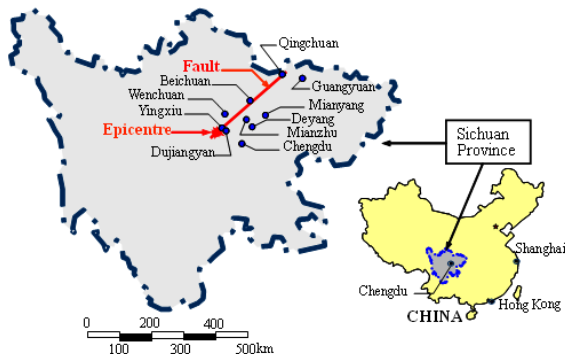 Qingchuan
Fault
Guangyuan
Beichuan
Wenchuan
Mianyang
Yingxiu
Deyang
Epicentre
Mianzhu
Chengdu
Dujiangyan
Sichuan
Province
Shanghai
Chengdu
Hong Kong
CHINA
0 200 400
100 300 500km